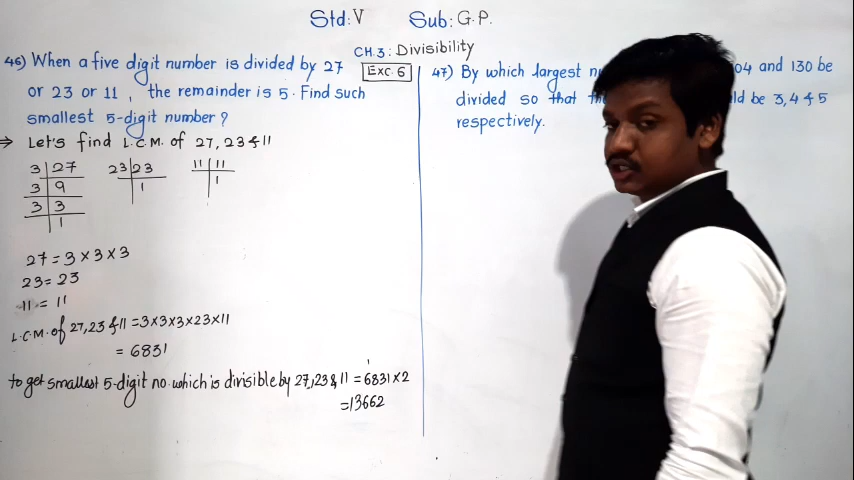 Std: V Sub: G.P.
CH.3: Divisibility
Exc. 6
46) When a five digit number is divided by 27
or 23 or 11, the remainder is 5. Find such
smallest 5-digit number?
⇒ Let's find L.C.M. of 27, 23 & 11
3 | 27
3 | 9
3 | 3
1
23 | 23
1
11 | 11
1
27 = 3 × 3 × 3
23 = 23
11 = 11
L.C.M. of 27, 23 & 11 = 3×3×3×23×11
= 6831
to get smallest 5-digit no. which is divisible by 27, 23 & 11 = 6831 × 2
= 13662
47) By which largest 04 and 130 be
divided so that be 3, 4 & 5
respectively.